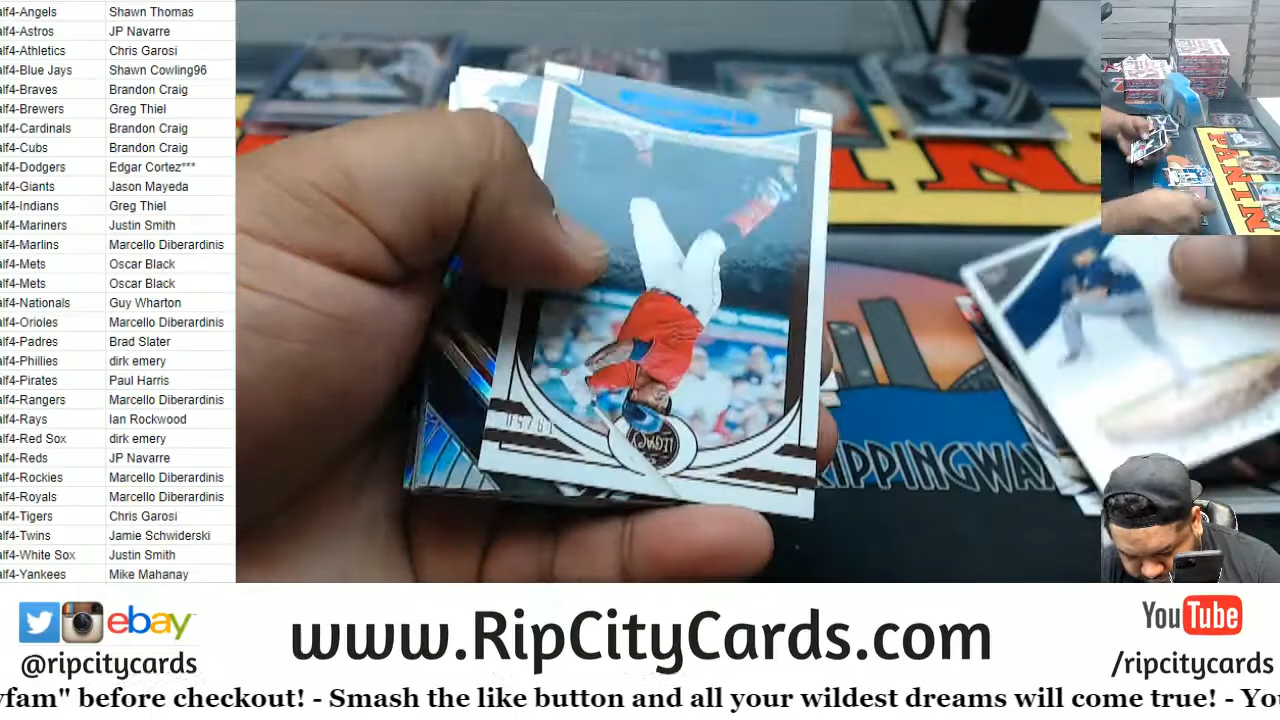 alf4-Angels Shawn Thomas
alf4-Astros JP Navarre
alf4-Athletics Chris Garosi
alf4-Blue Jays Shawn Cowling96
alf4-Braves Brandon Craig
alf4-Brewers Greg Thiel
alf4-Cardinals Brandon Craig
alf4-Cubs Brandon Craig
alf4-Dodgers Edgar Cortez***
alf4-Giants Jason Mayeda
alf4-Indians Greg Thiel
alf4-Mariners Justin Smith
alf4-Marlins Marcello Diberardinis
alf4-Mets Oscar Black
alf4-Mets Oscar Black
alf4-Nationals Guy Wharton
alf4-Orioles Marcello Diberardinis
alf4-Padres Brad Slater
alf4-Phillies dirk emery
alf4-Pirates Paul Harris
alf4-Rangers Marcello Diberardinis
alf4-Rays Ian Rockwood
alf4-Red Sox dirk emery
alf4-Reds JP Navarre
alf4-Rockies Marcello Diberardinis
alf4-Royals Marcello Diberardinis
alf4-Tigers Chris Garosi
alf4-Twins Jamie Schwiderski
alf4-White Sox Justin Smith
alf4-Yankees Mike Mahanay
LEGACY
RIPPINGWAX
PANINI
ebay
@ripcitycards
www.RipCityCards.com
YouTube
/ripcitycards
yfam" before checkout! - Smash the like button and all your wildest dreams will come true! - You